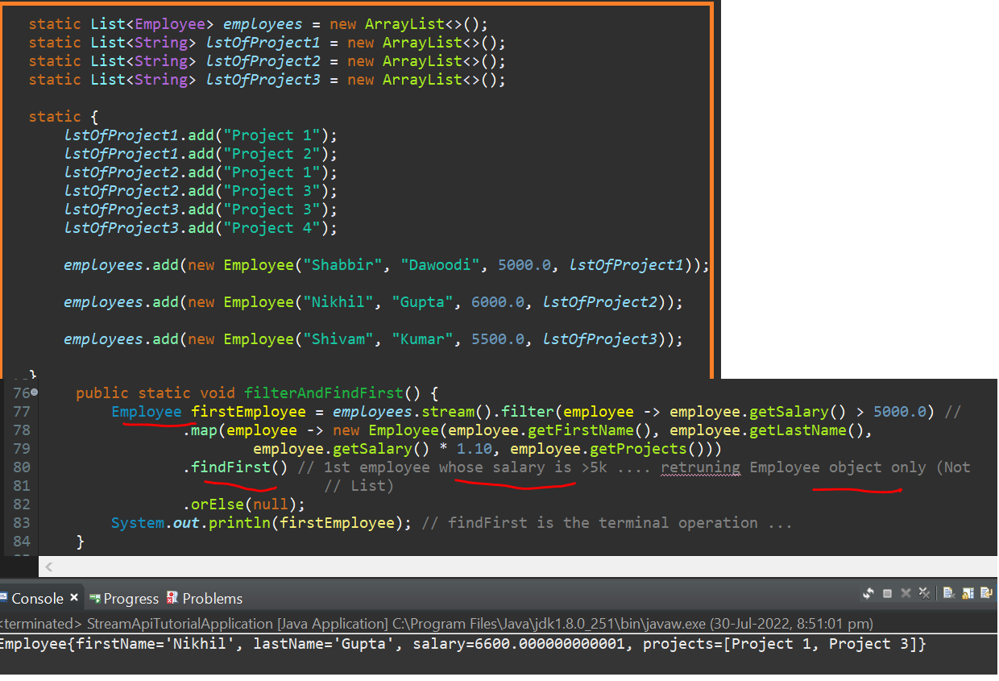 static List<Employee> employees = new ArrayList<>();
static List<String> lstOfProject1 = new ArrayList<>();
static List<String> lstOfProject2 = new ArrayList<>();
static List<String> lstOfProject3 = new ArrayList<>();
static {
lstOfProject1.add("Project 1");
lstOfProject1.add("Project 2");
lstOfProject2.add("Project 1");
lstOfProject2.add("Project 3");
lstOfProject3.add("Project 3");
lstOfProject3.add("Project 4");
employees.add(new Employee("Shabbir", "Dawoodi", 5000.0, lstOfProject1));
employees.add(new Employee("Nikhil", "Gupta", 6000.0, lstOfProject2));
employees.add(new Employee("Shivam", "Kumar", 5500.0, lstOfProject3));
}
76 public static void filterAndFindFirst() {
77 Employee firstEmployee = employees.stream().filter(employee -> employee.getSalary() > 5000.0) //
78 .map(employee -> new Employee(employee.getFirstName(), employee.getLastName(),
79 employee.getSalary() * 1.10, employee.getProjects()))
80 .findFirst() // 1st employee whose salary is >5k .... retruning Employee object only (Not
81 // List)
82 .orElse(null);
83 System.out.println(firstEmployee); // findFirst is the terminal operation ...
84 }
Console Progress Problems
<terminated> StreamApiTutorialApplication [Java Application] C:\Program Files\Java\jdk1.8.0_251\bin\javaw.exe (30-Jul-2022, 8:51:01 pm)
Employee{firstName='Nikhil', lastName='Gupta', salary=6600.000000000001, projects=[Project 1, Project 3]}